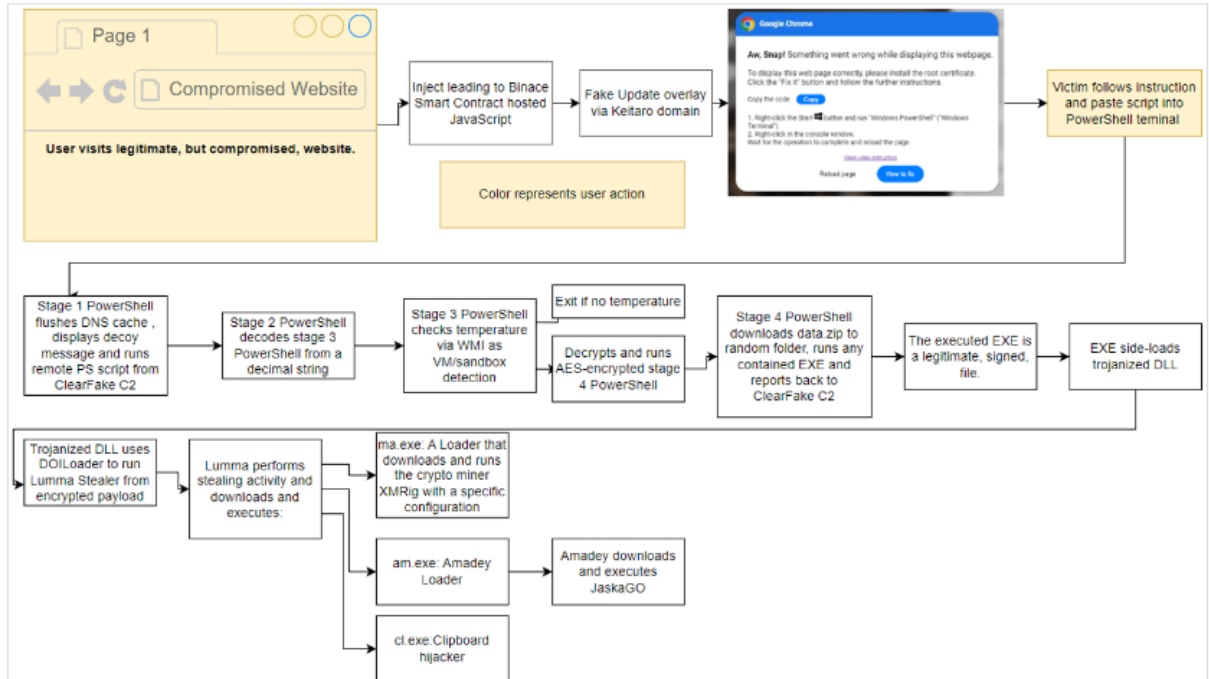 Page 1
Compromised Website
User visits legitimate, but compromised, website.
Inject leading to Binace
Smart Contract hosted
JavaScript
Fake Update overlay
via Keitaro domain
Google Chrome
Aw, Snap! Something went wrong while displaying this webpage.
To display this web page correctly, please install the root certificate.
Click the "Fix it" button and follow the further instructions.
Copy the code: Copy
1. Right-click the Start button and run "Windows PowerShell" ("Windows
Terminal").
2. Right-click in the console window.
Wait for the operation to complete and reload the page.
Open video instruction
Reload page
How to fix
Victim follows instruction
and paste script into
PowerShell teminal
Color represents user action
Stage 1 PowerShell
flushes DNS cache ,
displays decoy
message and runs
remote PS script from
ClearFake C2
Stage 2 PowerShell
decodes stage 3
PowerShell from a
decimal string
Stage 3 PowerShell
checks temperature
via WMI as
VM/sandbox
detection
Exit if no temperature
Decrypts and runs
AES-encrypted stage
4 PowerShell
Stage 4 PowerShell
downloads data.zip to
random folder, runs any
contained EXE and
reports back to
ClearFake C2
The executed EXE is
a legitimate, signed,
file.
EXE side-loads
trojanized DLL
Trojanized DLL uses
DOILoader to run
Lumma Stealer from
encrypted payload
Lumma performs
stealing activity and
downloads and
executes:
ma.exe: A Loader that
downloads and runs
the crypto miner
XMRig with a specific
configuration
am.exe: Amadey
Loader
Amadey downloads
and executes
JaskaGO
cl.exe:Clipboard
hijacker